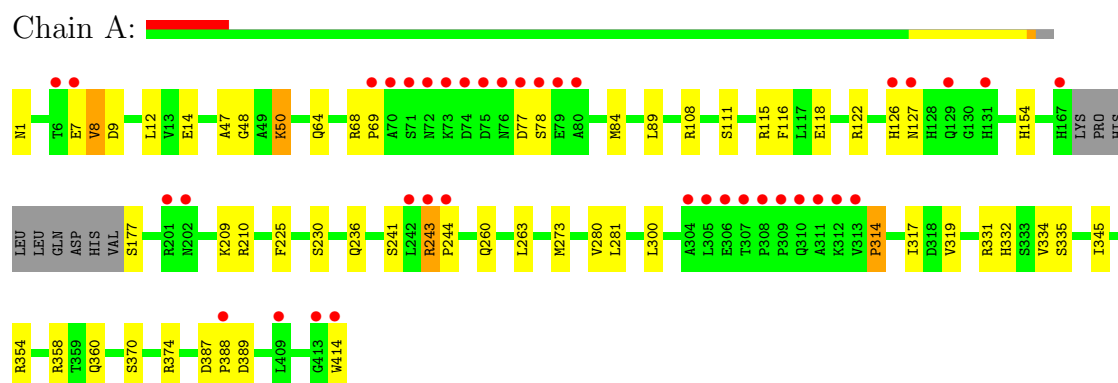 Chain A:
N1 T6 E7 V8 D9 L12 V13 E14 A47 G48 A49 K50 Q64 R68 P69 A70 S71 N72 K73 D74 D75 N76 D77 S78 E79 A80 M84 L89 R108 S111 R115 F116 L117 E118 R122 H126 N127 H128 Q129 G130 H131 H154 H167 LYS PRO HIS
LEU LEU GLN ASP HIS VAL S177 R201 N202 K209 R210 F225 S230 Q236 S241 L242 R243 P244 Q260 L263 M273 V280 L281 L300 A304 L305 E306 T307 P308 P309 Q310 A311 K312 V313 P314 I317 D318 V319 R331 H332 S333 V334 S335 I345
R354 R358 T359 Q360 S370 R374 D387 P388 D389 L409 G413 W414